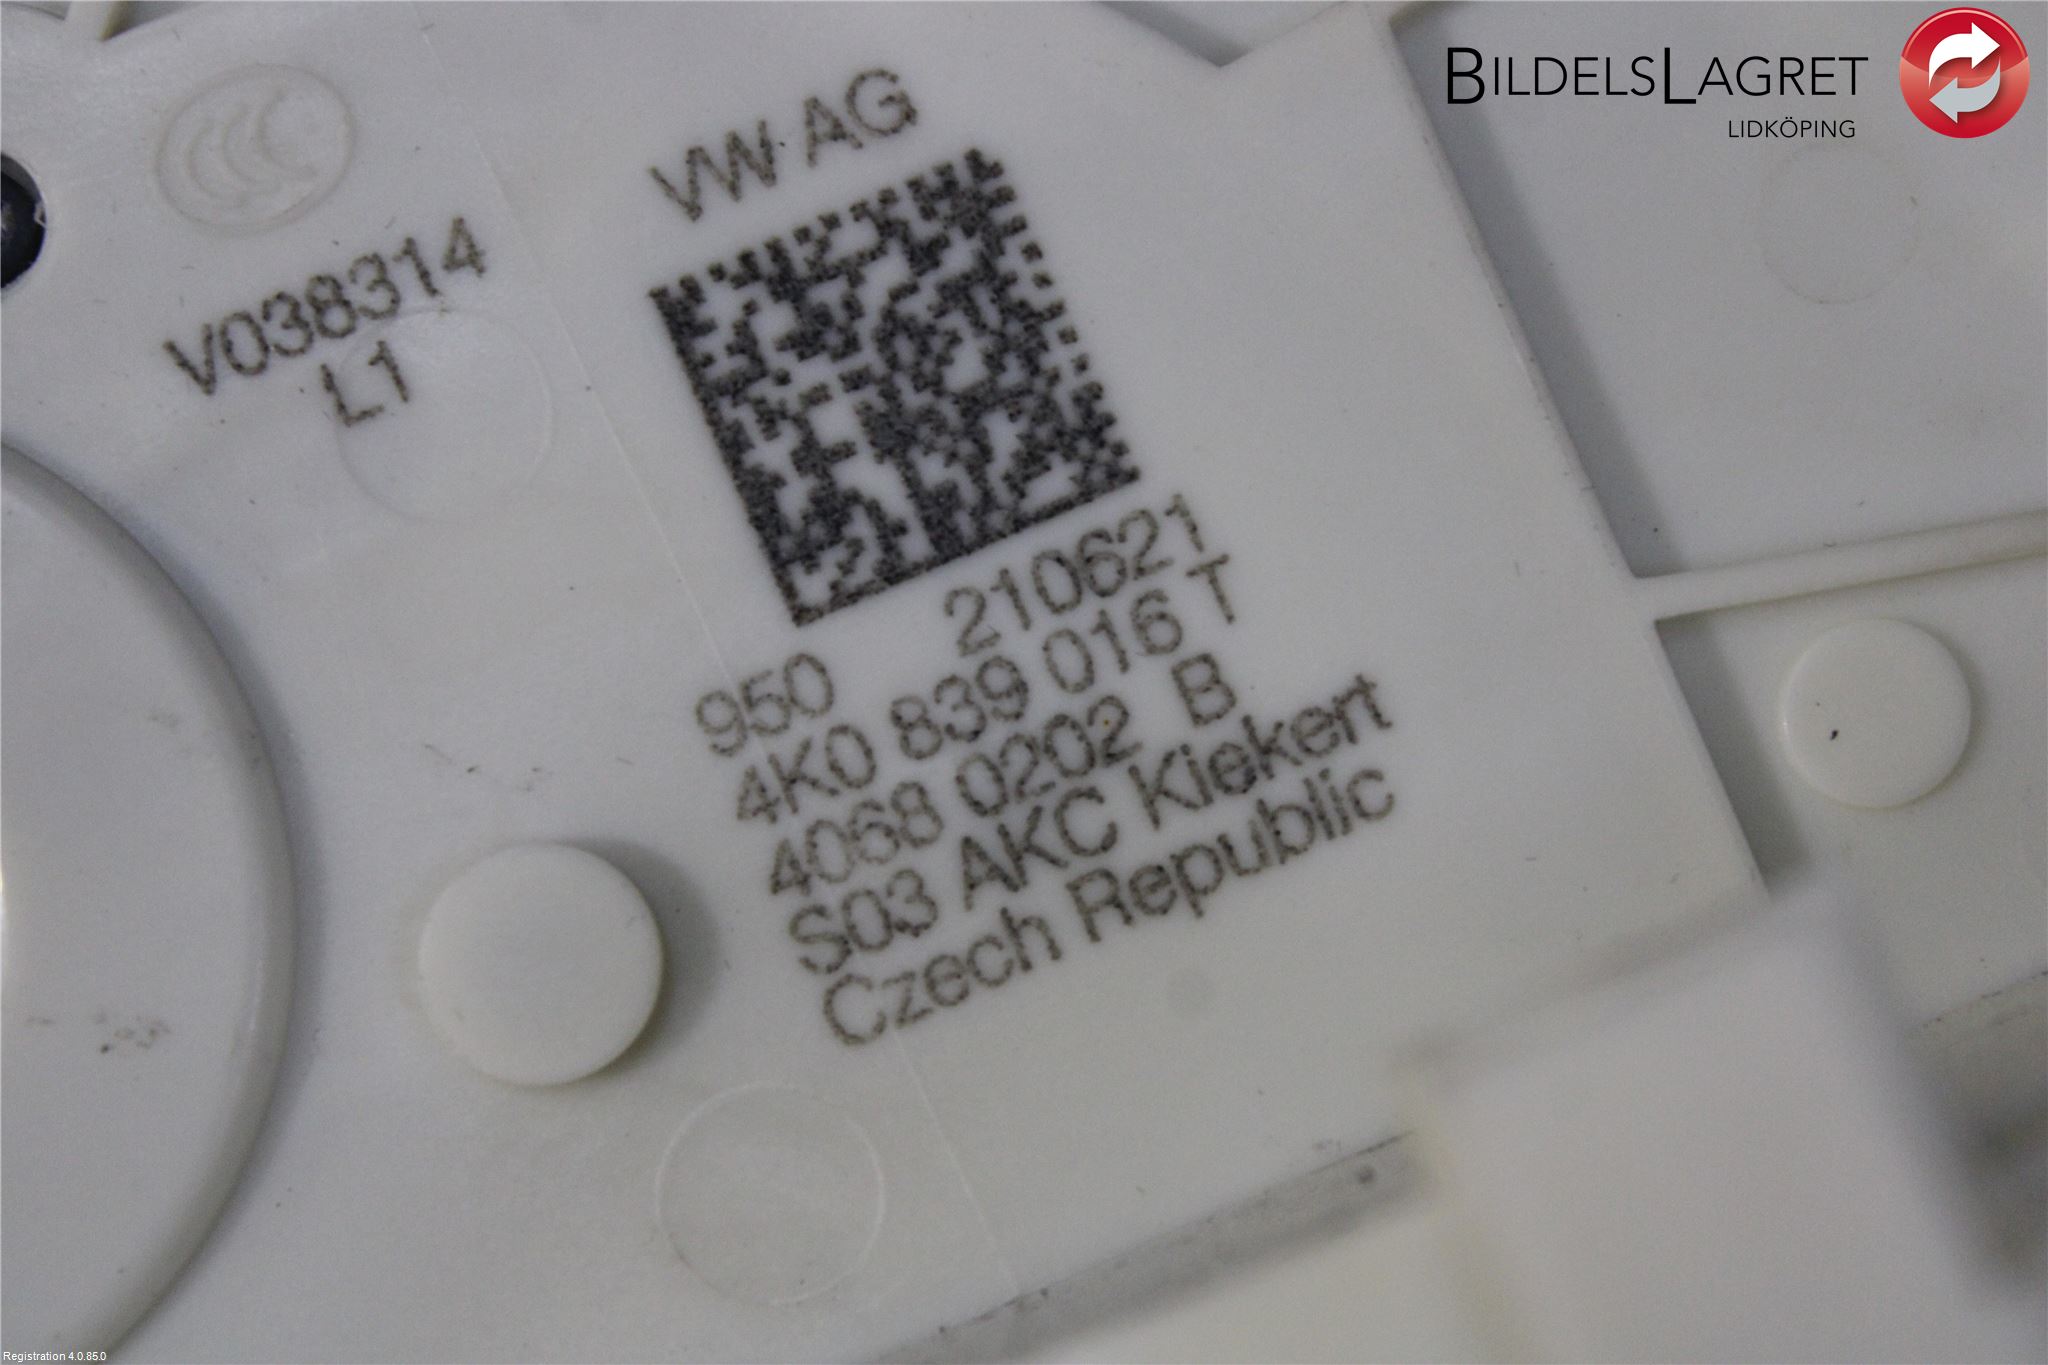 BILDELSLAGRET
LIDKÖPING
VW AG
V038314
L1
950 210621
4K0 839 016 T
4068 0202 B
S03 AKC Kiekert
Czech Republic
Registration 4.0.85.0